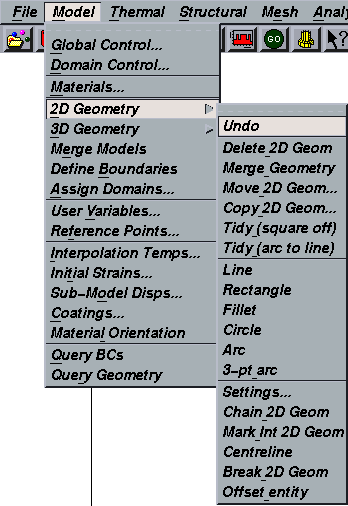 File Model Thermal Structural Mesh Analy
GO
?
Global Control...
Domain Control...
Materials...
2D Geometry
3D Geometry
Merge Models
Define Boundaries
Assign Domains...
User Variables...
Reference Points...
Interpolation Temps...
Initial Strains...
Sub-Model Disps...
Coatings...
Material Orientation
Query BCs
Query Geometry
Undo
Delete 2D Geom
Merge Geometry
Move 2D Geom...
Copy 2D Geom...
Tidy (square off)
Tidy (arc to line)
Line
Rectangle
Fillet
Circle
Arc
3-pt arc
Settings...
Chain 2D Geom
Mark Int 2D Geom
Centreline
Break 2D Geom
Offset entity